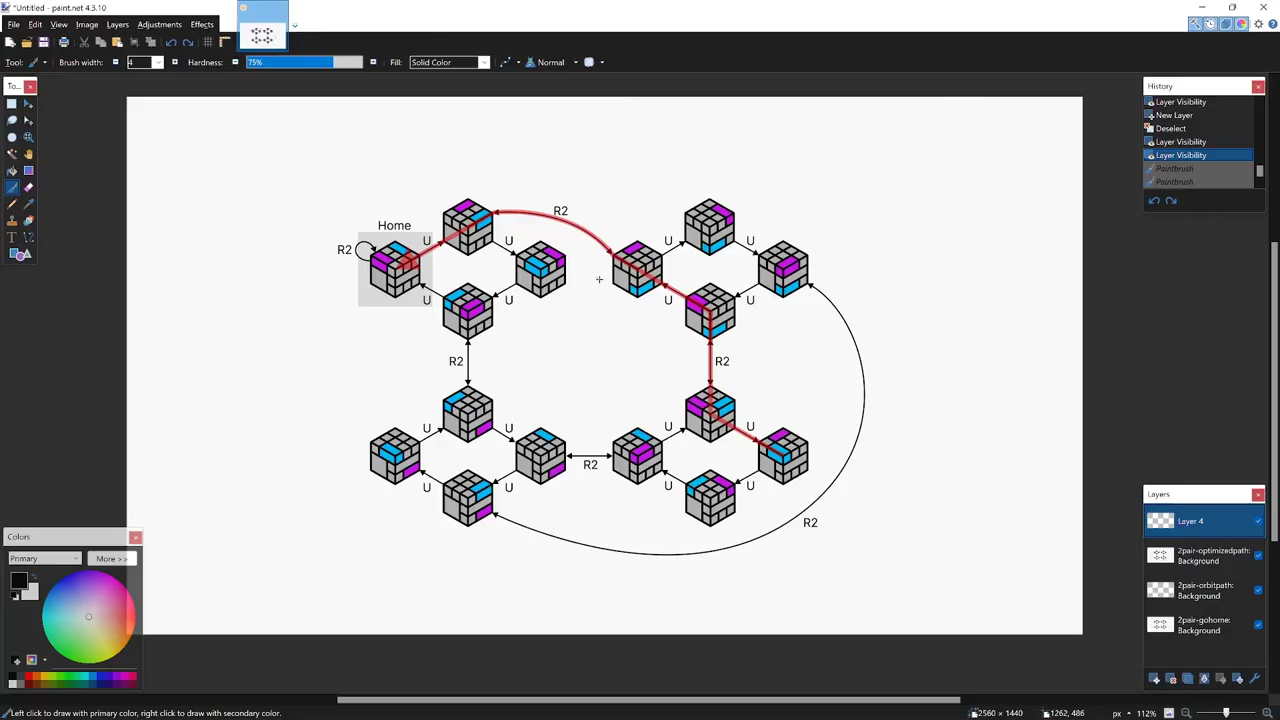 *Untitled - paint.net 4.3.10
File Edit View Image Layers Adjustments Effects
Tool: Brush width: 4 Hardness: 75% Fill: Solid Color Normal
To...
History
Layer Visibility
New Layer
Deselect
Layer Visibility
Layer Visibility
Paintbrush
Paintbrush
Home
R2
R2
U
U
U
U
U
U
U
U
R2
R2
U
U
U
U
R2
U
U
U
U
R2
Layers
Layer 4
2pair-optimizedpath:
Background
2pair-orbitpath:
Background
2pair-gohome:
Background
Colors
Primary
More >>
Left click to draw with primary color, right click to draw with secondary color.
2560 × 1440
1262, 486
px
112%